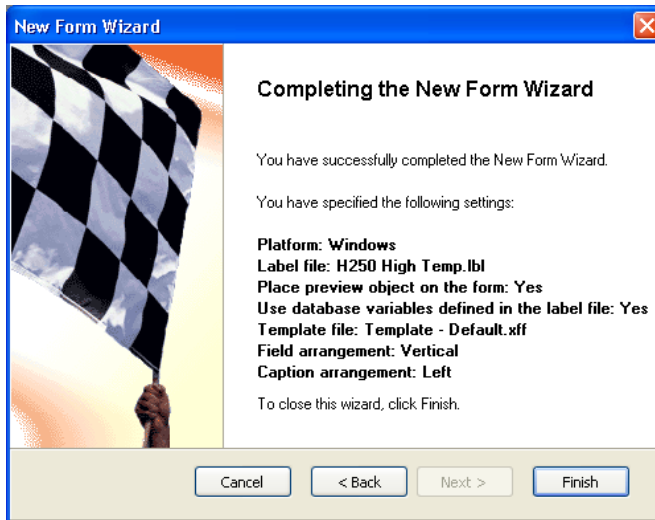 New Form Wizard
Completing the New Form Wizard
You have successfully completed the New Form Wizard.
You have specified the following settings:
Platform: Windows
Label file: H250 High Temp.lbl
Place preview object on the form: Yes
Use database variables defined in the label file: Yes
Template file: Template - Default.xff
Field arrangement: Vertical
Caption arrangement: Left
To close this wizard, click Finish.
Cancel
< Back
Next >
Finish